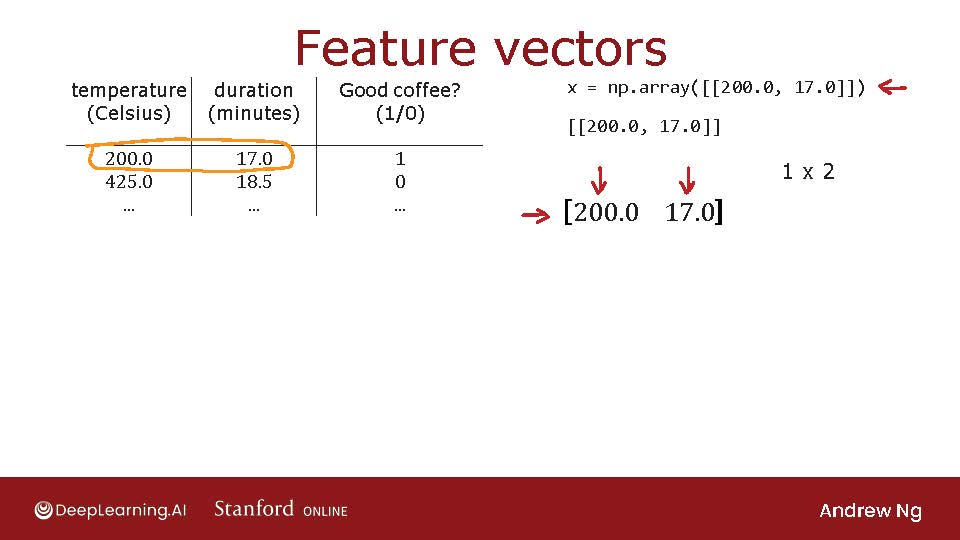 Feature vectors
temperature duration Good coffee?
(Celsius) (minutes) (1/0)
200.0 17.0 1
425.0 18.5 0
... ... ...
x = np.array([[200.0, 17.0]])
[[200.0, 17.0]]
1 x 2
[200.0 17.0]
DeepLearning.AI Stanford ONLINE Andrew Ng